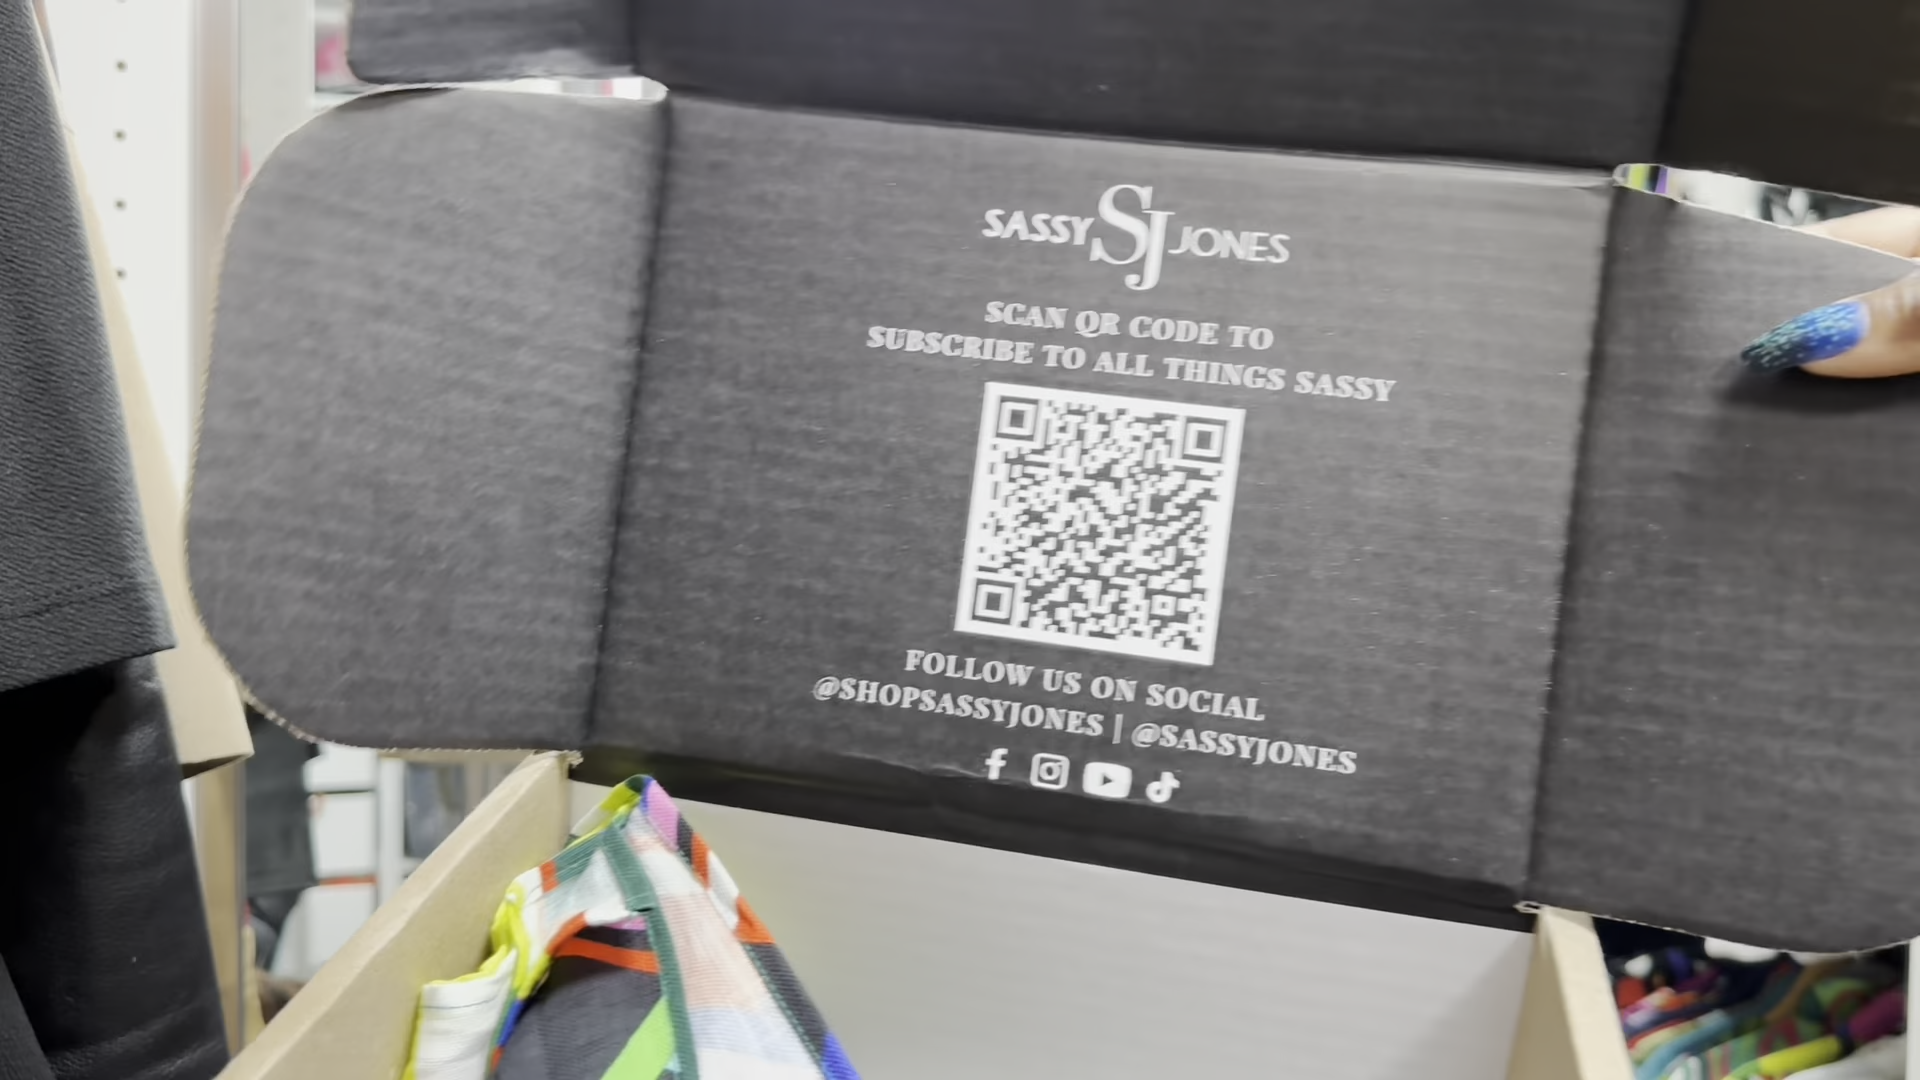 SASSY SJ JONES
SCAN QR CODE TO
SUBSCRIBE TO ALL THINGS SASSY
FOLLOW US ON SOCIAL
@SHOPSASSYJONES | @SASSYJONES